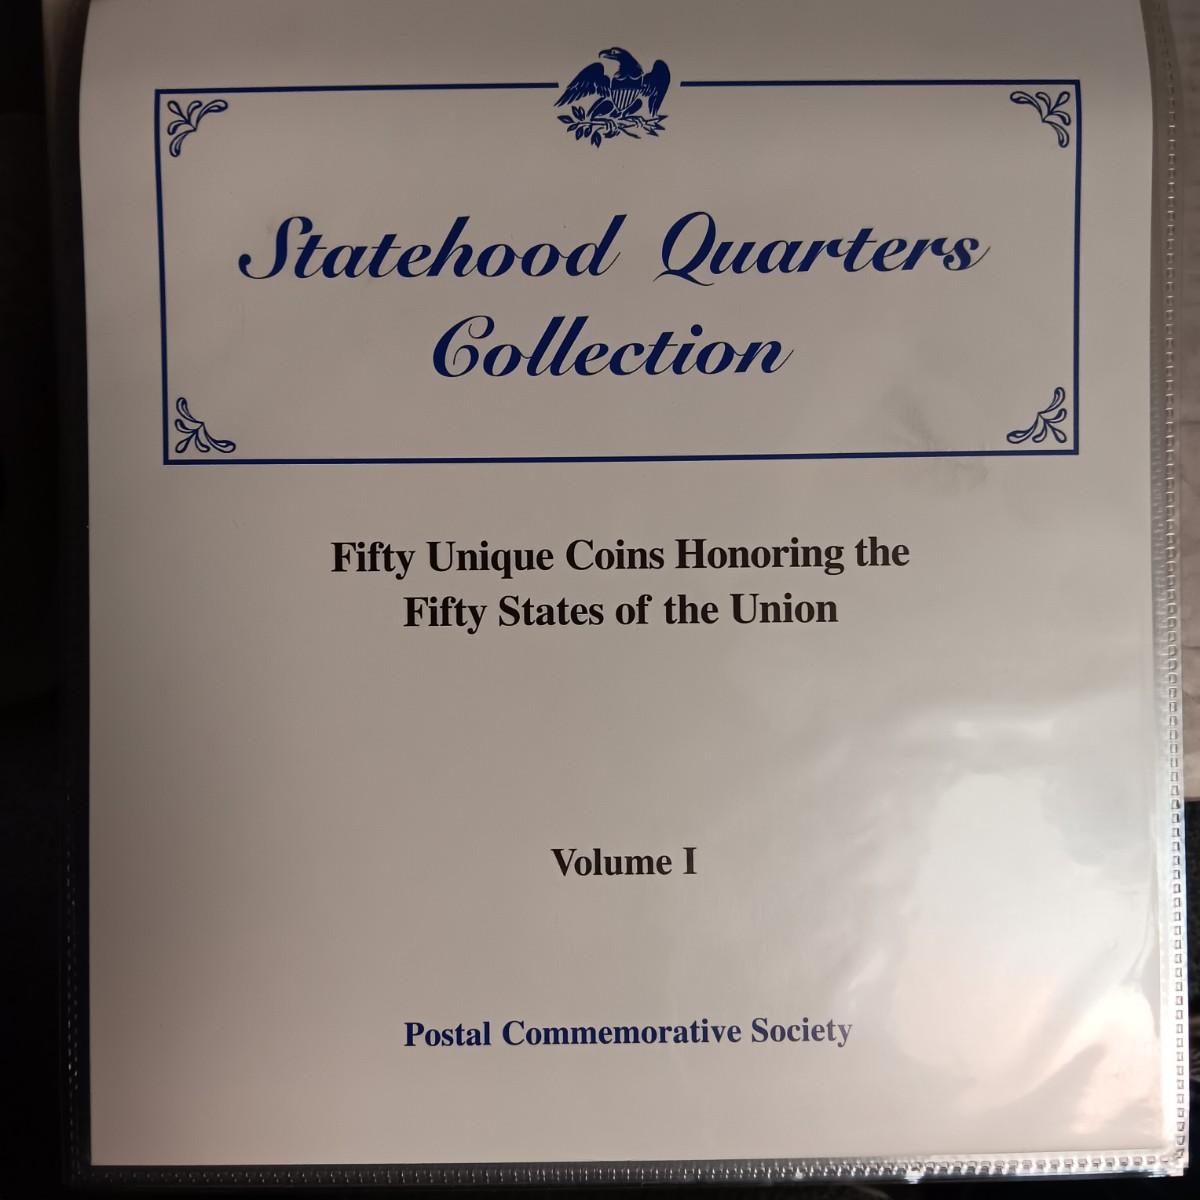 Statehood Quarters
Collection
Fifty Unique Coins Honoring the
Fifty States of the Union
Volume I
Postal Commemorative Society